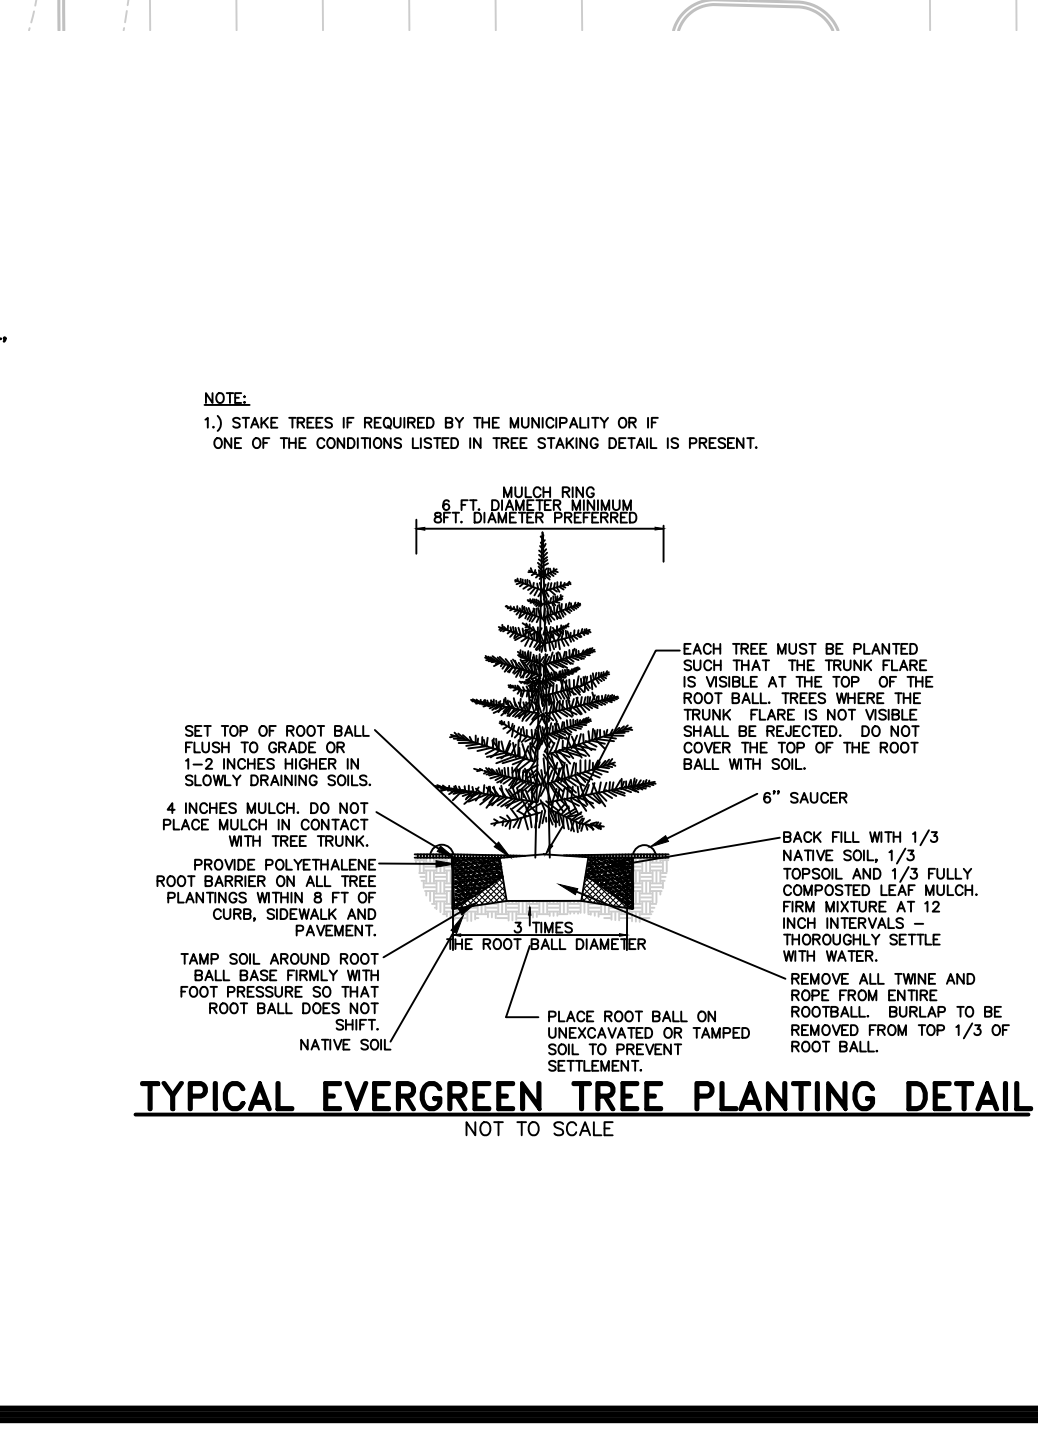 NOTE:
1.) STAKE TREES IF REQUIRED BY THE MUNICIPALITY OR IF
ONE OF THE CONDITIONS LISTED IN TREE STAKING DETAIL IS PRESENT.
MULCH RING
6 FT. DIAMETER MINIMUM
8FT. DIAMETER PREFERRED
EACH TREE MUST BE PLANTED
SUCH THAT THE TRUNK FLARE
IS VISIBLE AT THE TOP OF THE
ROOT BALL. TREES WHERE THE
TRUNK FLARE IS NOT VISIBLE
SHALL BE REJECTED. DO NOT
COVER THE TOP OF THE ROOT
BALL WITH SOIL.
SET TOP OF ROOT BALL
FLUSH TO GRADE OR
1-2 INCHES HIGHER IN
SLOWLY DRAINING SOILS.
4 INCHES MULCH. DO NOT
PLACE MULCH IN CONTACT
WITH TREE TRUNK.
PROVIDE POLYETHALENE
ROOT BARRIER ON ALL TREE
PLANTINGS WITHIN 8 FT OF
CURB, SIDEWALK AND
PAVEMENT.
TAMP SOIL AROUND ROOT
BALL BASE FIRMLY WITH
FOOT PRESSURE SO THAT
ROOT BALL DOES NOT
SHIFT.
NATIVE SOIL
6" SAUCER
BACK FILL WITH 1/3
NATIVE SOIL, 1/3
TOPSOIL AND 1/3 FULLY
COMPOSTED LEAF MULCH.
FIRM MIXTURE AT 12
INCH INTERVALS –
THOROUGHLY SETTLE
WITH WATER.
3 TIMES
THE ROOT BALL DIAMETER
REMOVE ALL TWINE AND
ROPE FROM ENTIRE
ROOTBALL. BURLAP TO BE
REMOVED FROM TOP 1/3 OF
ROOT BALL.
PLACE ROOT BALL ON
UNEXCAVATED OR TAMPED
SOIL TO PREVENT
SETTLEMENT.
TYPICAL EVERGREEN TREE PLANTING DETAIL
NOT TO SCALE